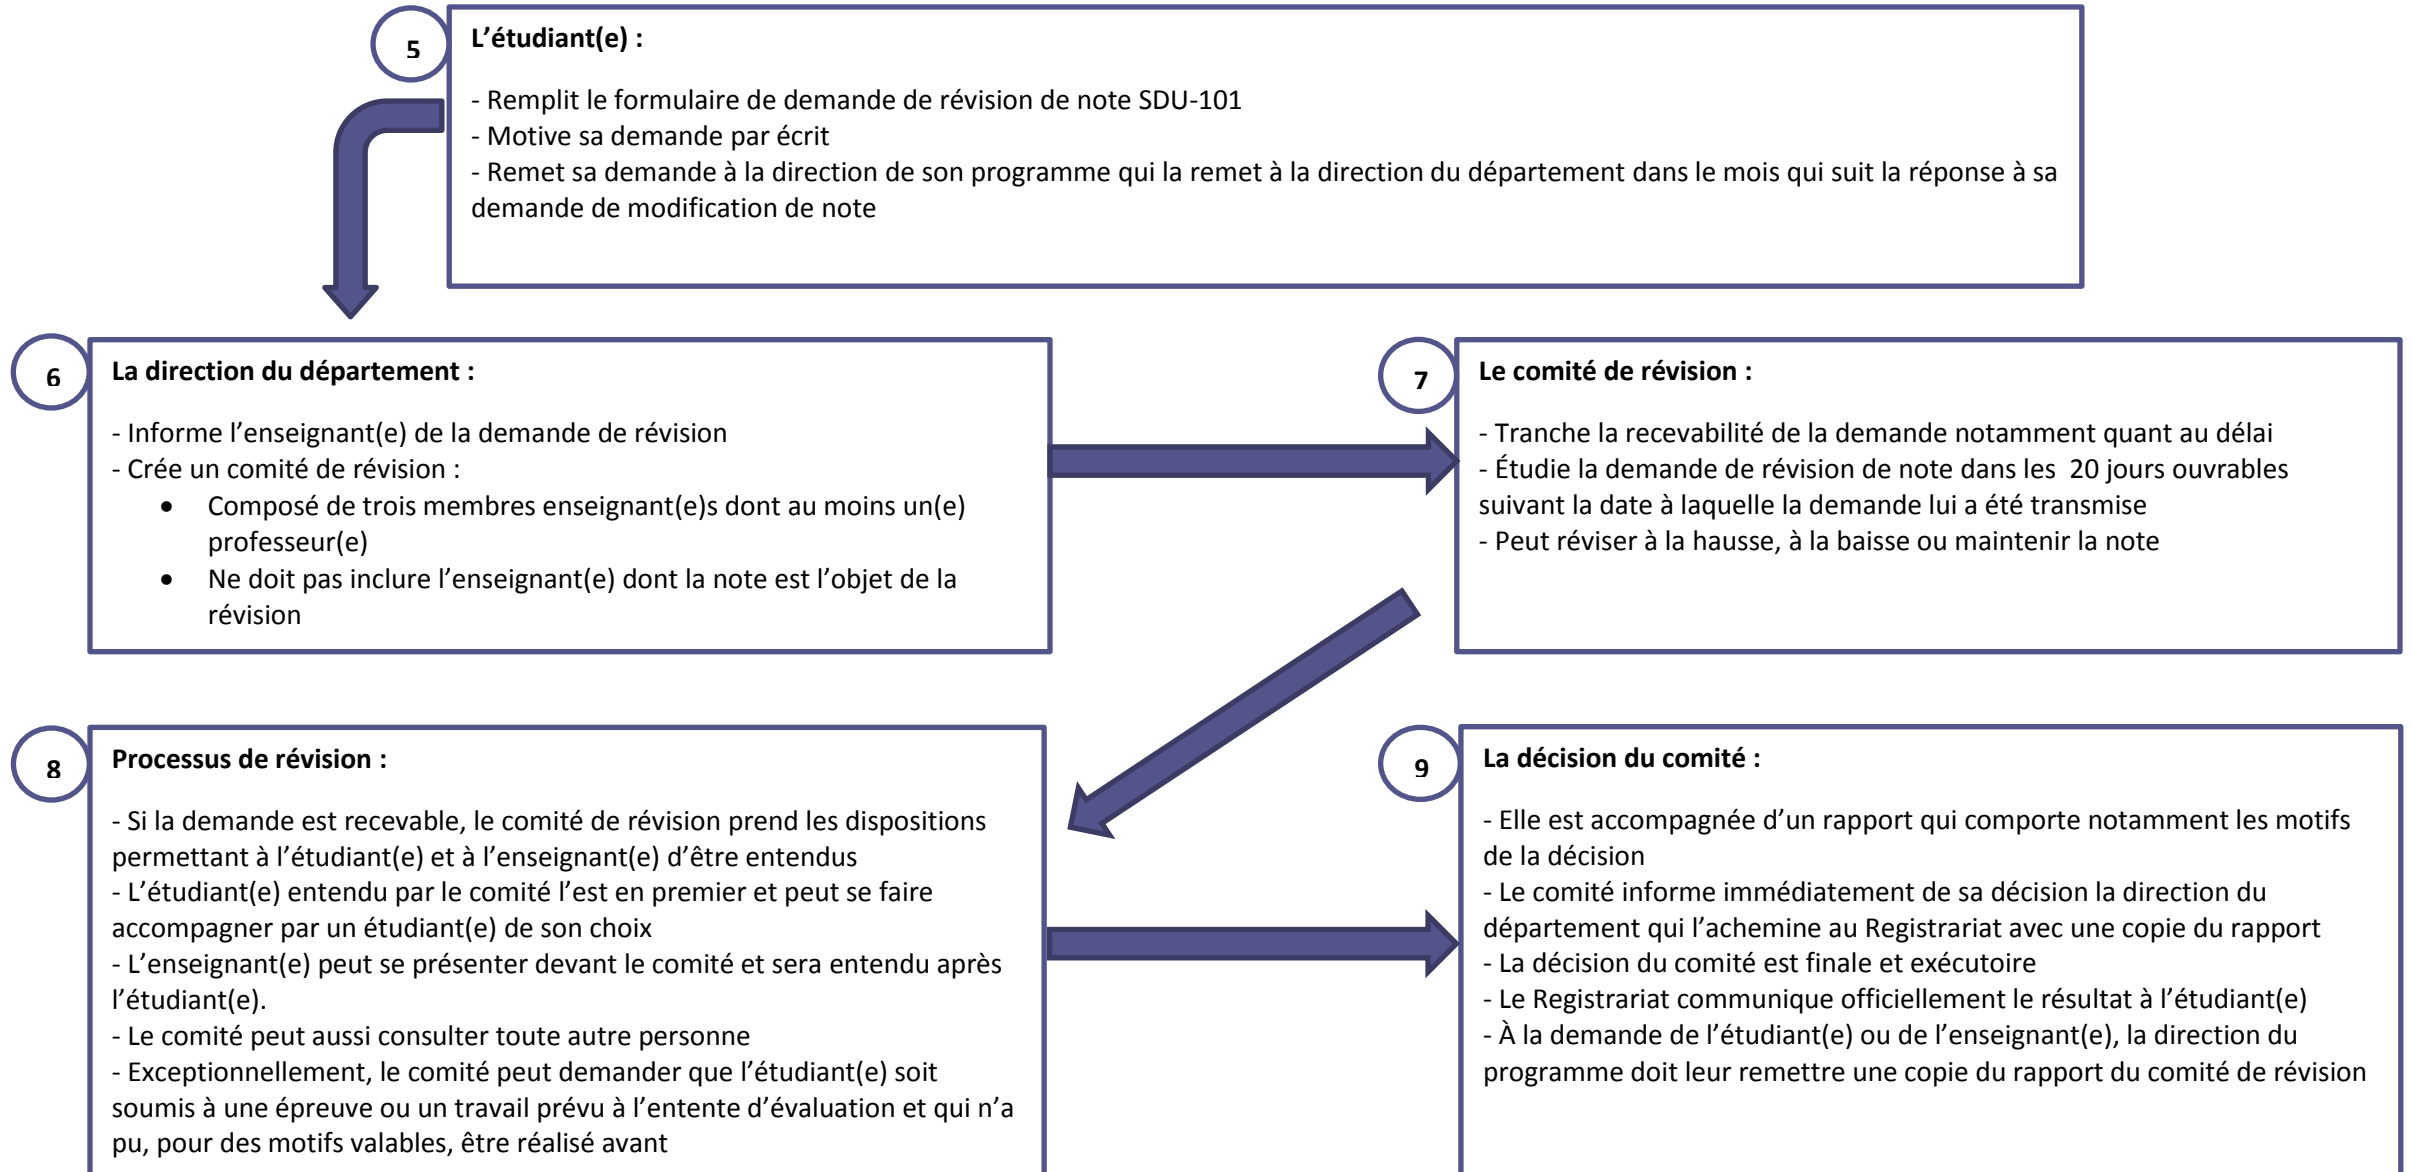 5
L’étudiant(e) :
- Remplit le formulaire de demande de révision de note SDU-101
- Motive sa demande par écrit
- Remet sa demande à la direction de son programme qui la remet à la direction du département dans le mois qui suit la réponse à sa
demande de modification de note
6
La direction du département :
- Informe l’enseignant(e) de la demande de révision
- Crée un comité de révision :
• Composé de trois membres enseignant(e)s dont au moins un(e)
professeur(e)
• Ne doit pas inclure l’enseignant(e) dont la note est l’objet de la
révision
7
Le comité de révision :
- Tranche la recevabilité de la demande notamment quant au délai
- Étudie la demande de révision de note dans les 20 jours ouvrables
suivant la date à laquelle la demande lui a été transmise
- Peut réviser à la hausse, à la baisse ou maintenir la note
8
Processus de révision :
- Si la demande est recevable, le comité de révision prend les dispositions
permettant à l’étudiant(e) et à l’enseignant(e) d’être entendus
- L’étudiant(e) entendu par le comité l’est en premier et peut se faire
accompagner par un étudiant(e) de son choix
- L’enseignant(e) peut se présenter devant le comité et sera entendu après
l’étudiant(e).
- Le comité peut aussi consulter toute autre personne
- Exceptionnellement, le comité peut demander que l’étudiant(e) soit
soumis à une épreuve ou un travail prévu à l’entente d’évaluation et qui n’a
pu, pour des motifs valables, être réalisé avant
9
La décision du comité :
- Elle est accompagnée d’un rapport qui comporte notamment les motifs
de la décision
- Le comité informe immédiatement de sa décision la direction du
département qui l’achemine au Registrariat avec une copie du rapport
- La décision du comité est finale et exécutoire
- Le Registrariat communique officiellement le résultat à l’étudiant(e)
- À la demande de l’étudiant(e) ou de l’enseignant(e), la direction du
programme doit leur remettre une copie du rapport du comité de révision